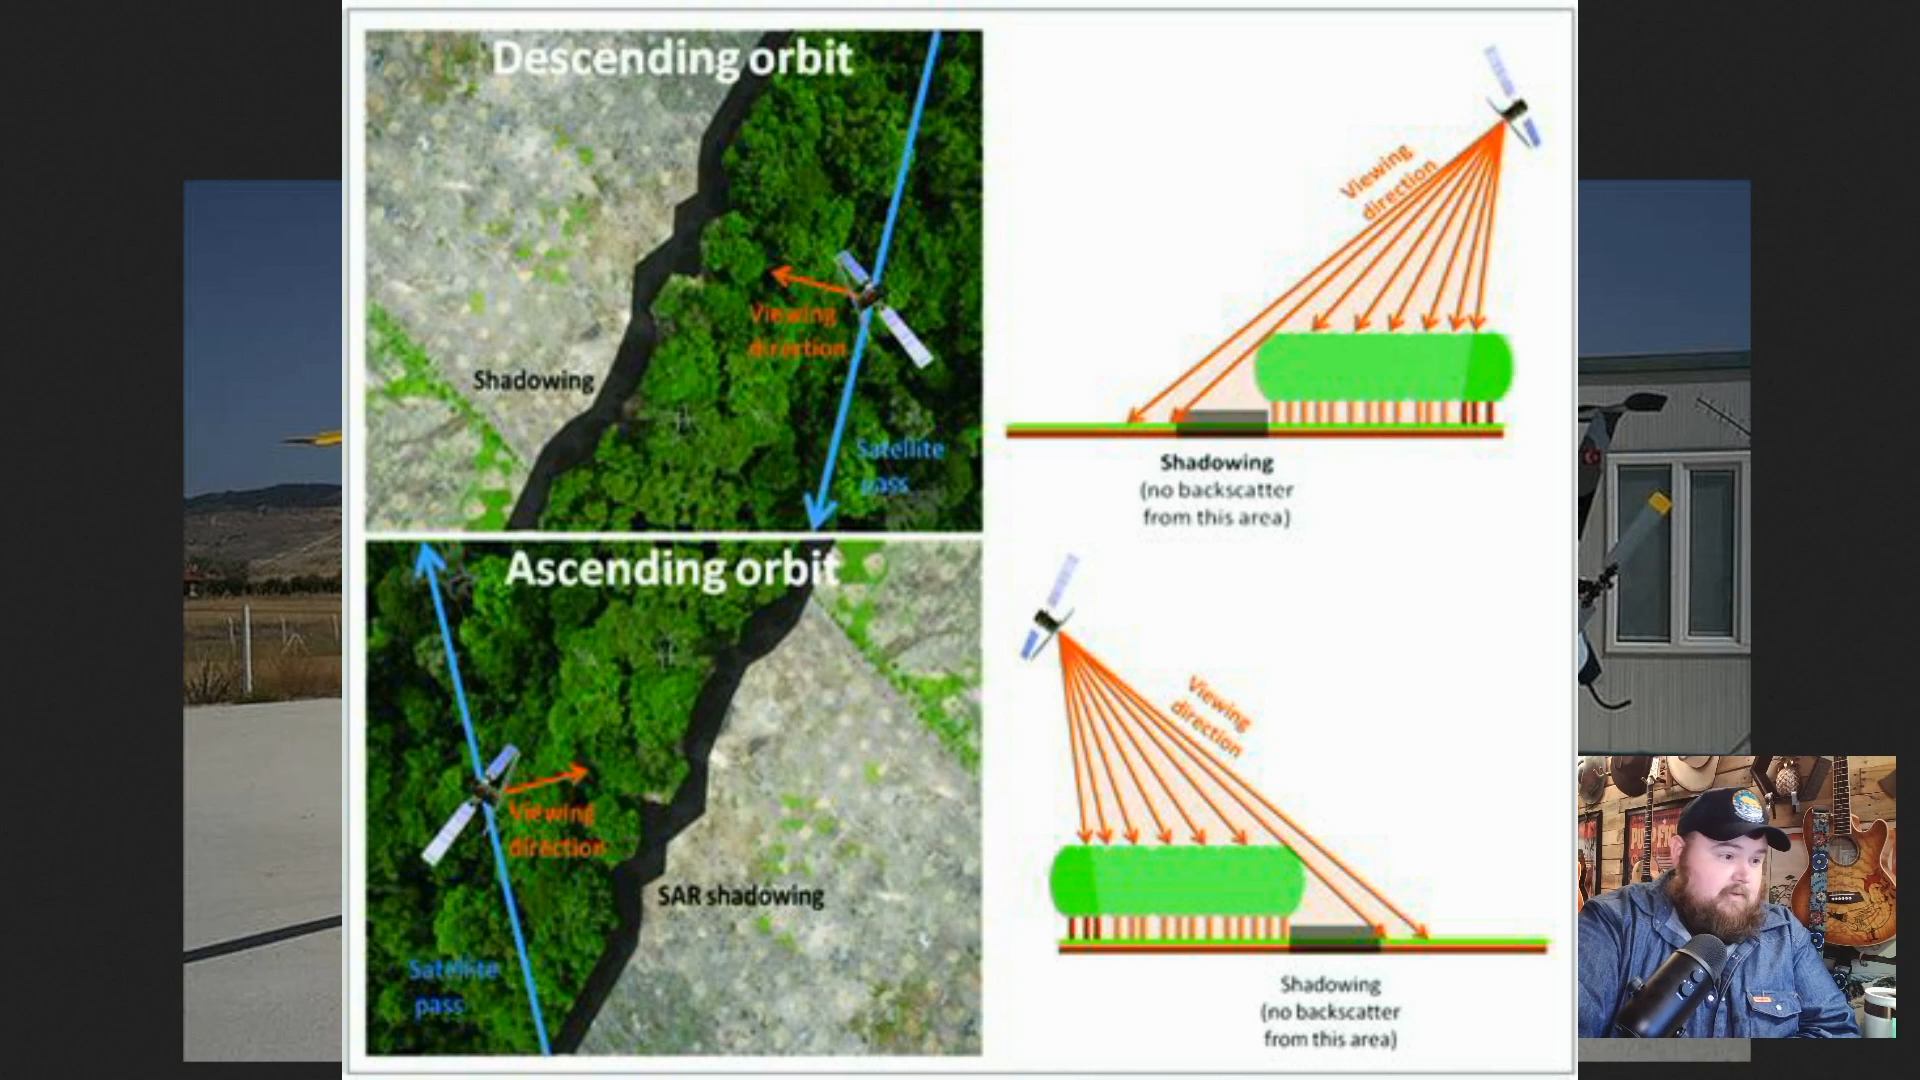 Descending orbit
Viewing
direction
Shadowing
Satellite
pass
Viewing
direction
Shadowing
(no backscatter
from this area)
Ascending orbit
Viewing
direction
SAR shadowing
Satellite
pass
Viewing
direction
Shadowing
(no backscatter
from this area)